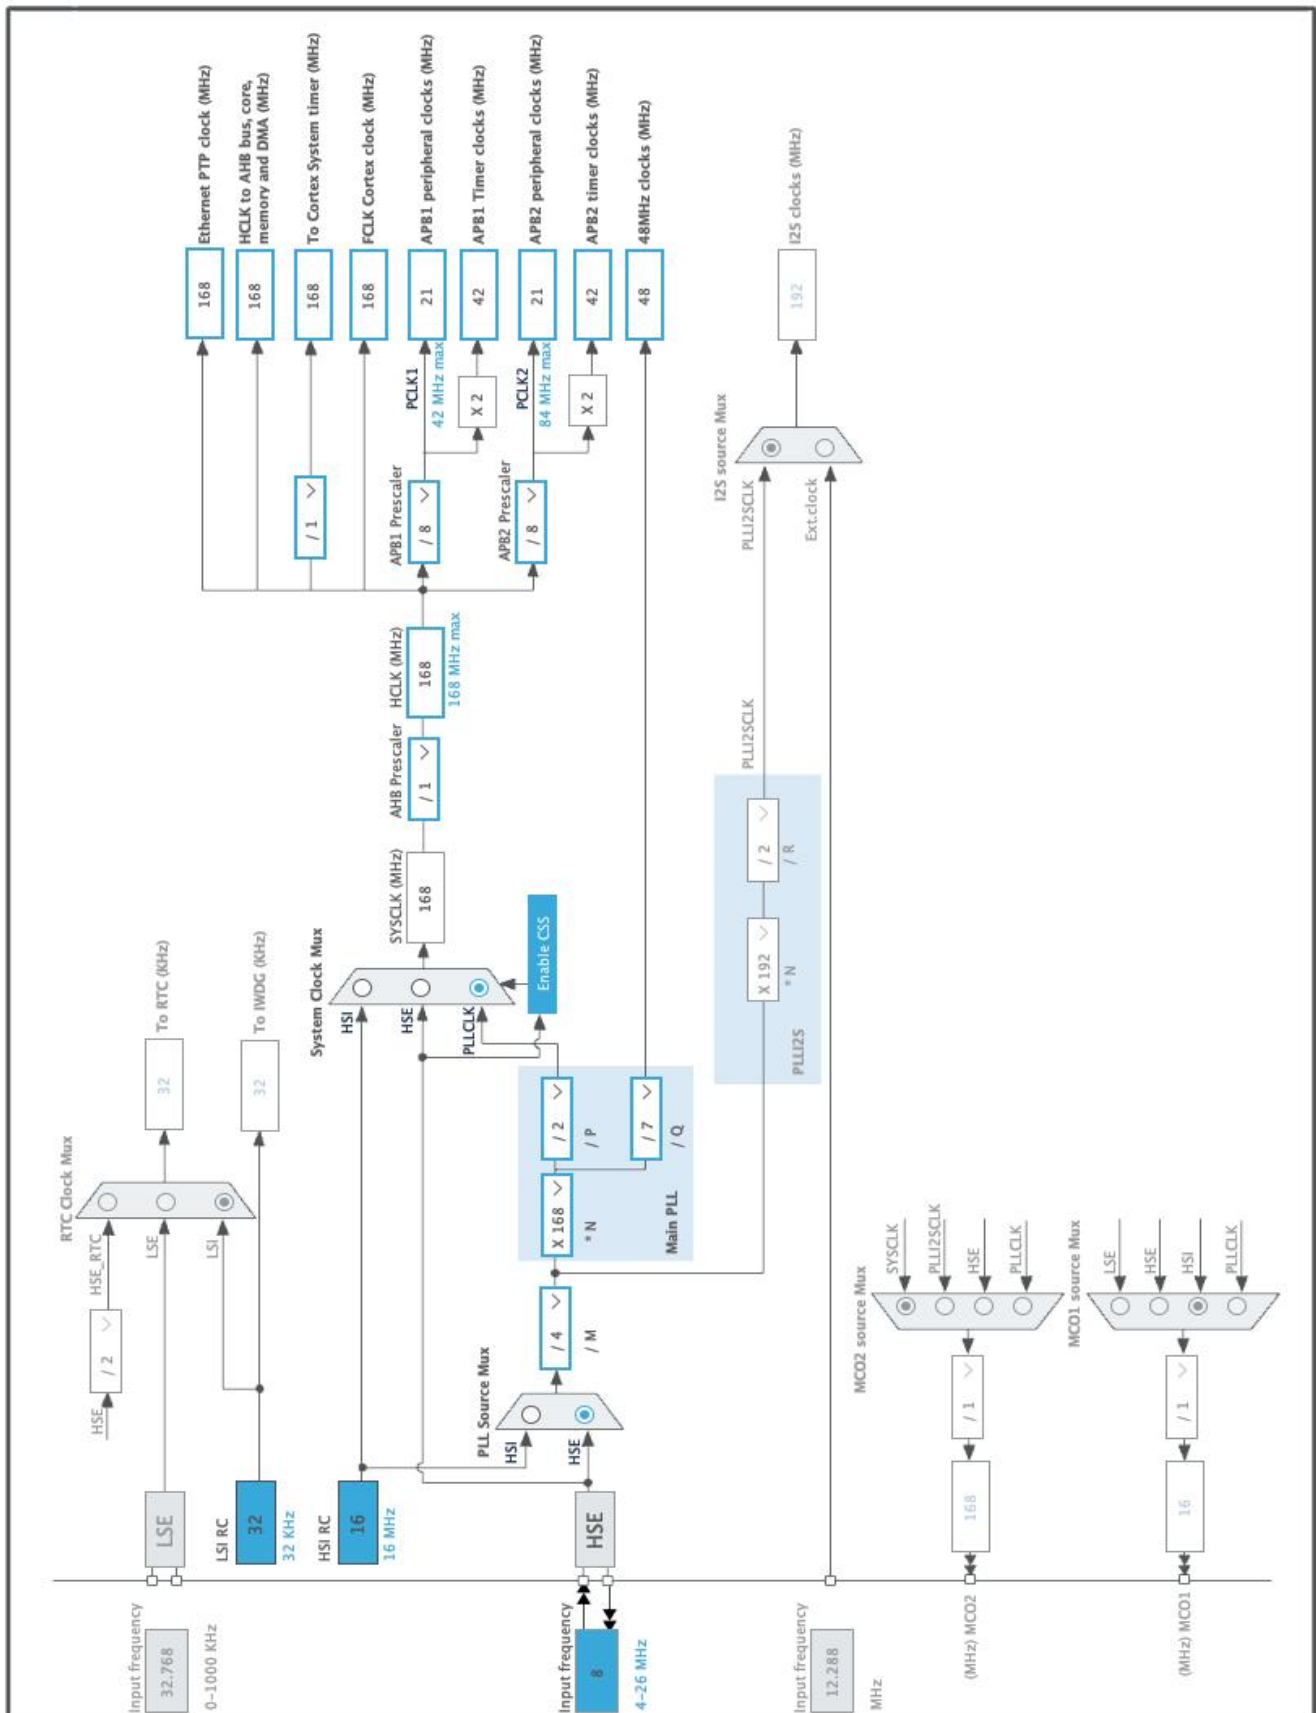 Input frequency
32.768
0-1000 KHz
LSE
HSE
/ 2
HSE_RTC
LSE
LSI
RTC Clock Mux
32
To RTC (KHz)
LSI RC
32
32 KHz
32
To IWDG (KHz)
HSI RC
16
16 MHz
System Clock Mux
HSI
HSE
PLLCLK
Enable CSS
SYSCLK (MHz)
168
AHB Prescaler
/ 1
HCLK (MHz)
168
168 MHz max
168
Ethernet PTP clock (MHz)
168
HCLK to AHB bus, core,
memory and DMA (MHz)
/ 1
168
To Cortex System timer (MHz)
168
FCLK Cortex clock (MHz)
APB1 Prescaler
/ 8
PCLK1
42 MHz max
21
APB1 peripheral clocks (MHz)
X 2
42
APB1 Timer clocks (MHz)
APB2 Prescaler
/ 8
PCLK2
84 MHz max
21
APB2 peripheral clocks (MHz)
X 2
42
APB2 timer clocks (MHz)
48
48MHz clocks (MHz)
Input frequency
8
4-26 MHz
HSE
PLL Source Mux
HSI
HSE
/ 4
/ M
X 168
* N
/ 2
/ P
/ 7
/ Q
Main PLL
X 192
* N
/ 2
/ R
PLLI2S
PLLI2SCLK
PLLI2SCLK
I2S source Mux
Ext.clock
192
I2S clocks (MHz)
Input frequency
12.288
MHz
MCO2 source Mux
SYSCLK
PLLI2SCLK
HSE
PLLCLK
/ 1
168
(MHz) MCO2
MCO1 source Mux
LSE
HSE
HSI
PLLCLK
/ 1
16
(MHz) MCO1